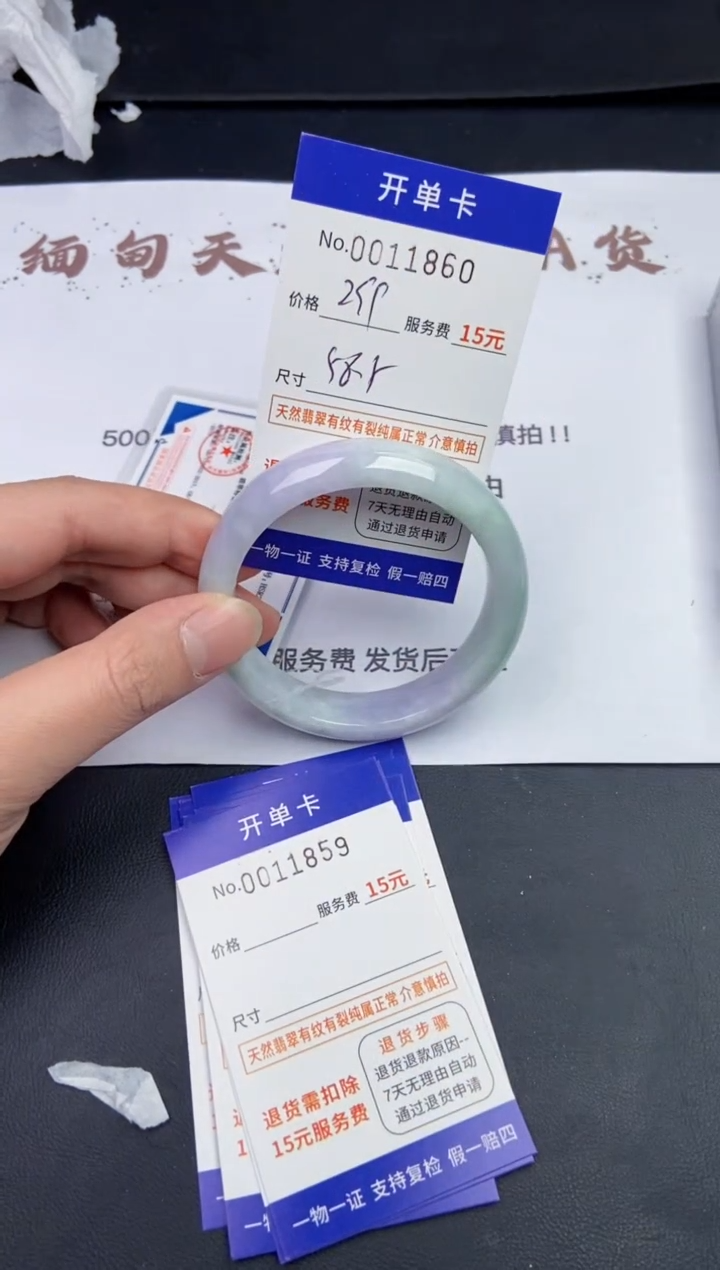 缅甸天 A.货
开单卡
No.0011860
价格 259
服务费 15元
尺寸 58.5
天然翡翠有纹有裂纯属正常 介意慎拍
500
慎拍!!
由
退
服务费
退货退款原
7天无理由自动
通过退货申请
一物一证 支持复检 假一赔四
服务费 发货后
开单卡
No.0011859
价格
服务费 15元
尺寸
天然翡翠有纹有裂纯属正常 介意慎拍
退货需扣除
15元服务费
退货步骤
退货退款原因--
7天无理由自动
通过退货申请
一物一证 支持复检 假一赔四